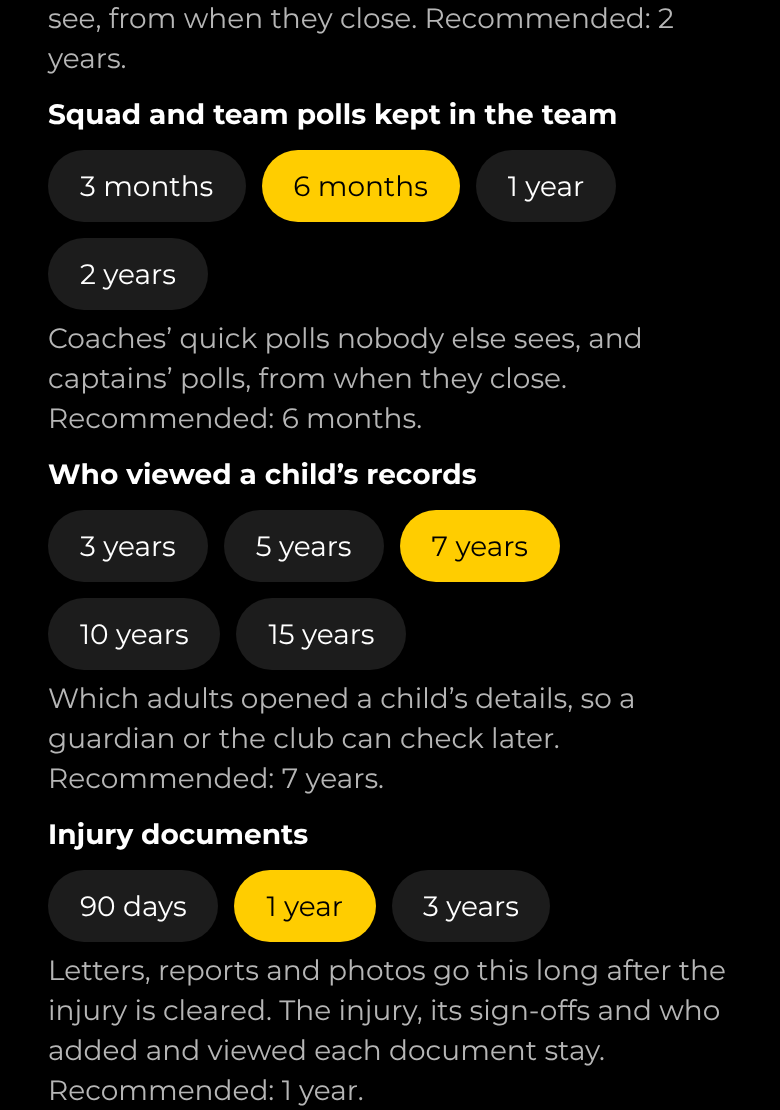 see, from when they close. Recommended: 2
years.
Squad and team polls kept in the team
3 months 6 months 1 year
2 years
Coaches’ quick polls nobody else sees, and
captains’ polls, from when they close.
Recommended: 6 months.
Who viewed a child’s records
3 years 5 years 7 years
10 years 15 years
Which adults opened a child’s details, so a
guardian or the club can check later.
Recommended: 7 years.
Injury documents
90 days 1 year 3 years
Letters, reports and photos go this long after the
injury is cleared. The injury, its sign-offs and who
added and viewed each document stay.
Recommended: 1 year.